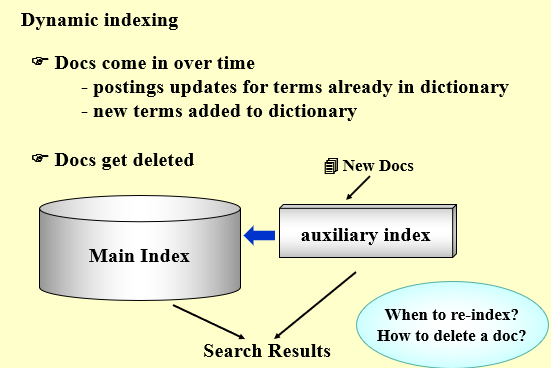 Dynamic indexing
☞ Docs come in over time
- postings updates for terms already in dictionary
- new terms added to dictionary
☞ Docs get deleted
New Docs
auxiliary index
Main Index
When to re-index?
How to delete a doc?
Search Results